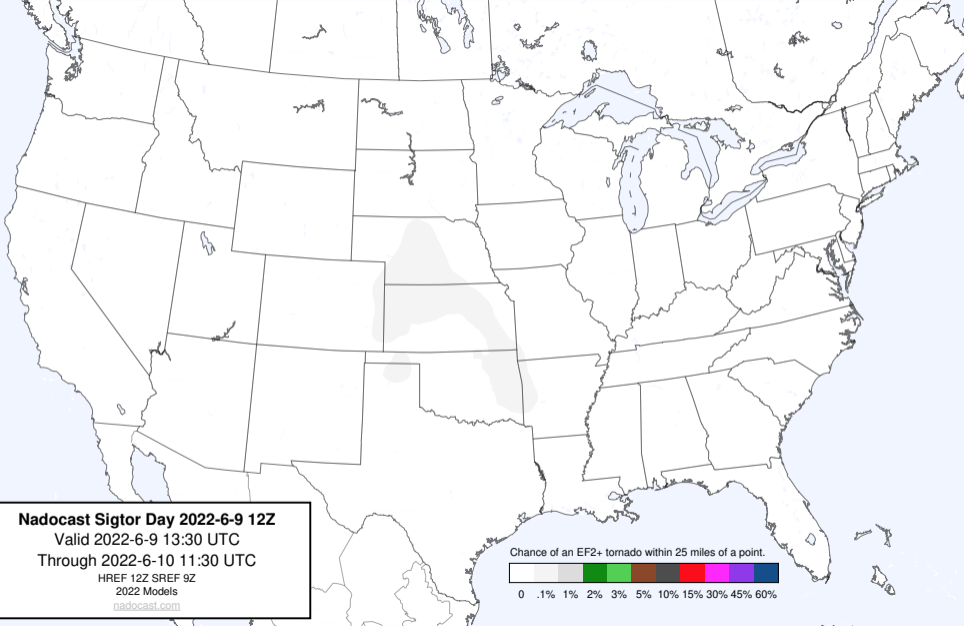 Nadocast Sigtor Day 2022-6-9 12Z
Valid 2022-6-9 13:30 UTC
Through 2022-6-10 11:30 UTC
HREF 12Z SREF 9Z
2022 Models
nadocast.com
Chance of an EF2+ tornado within 25 miles of a point.
0 .1% 1% 2% 3% 5% 10% 15% 30% 45% 60%